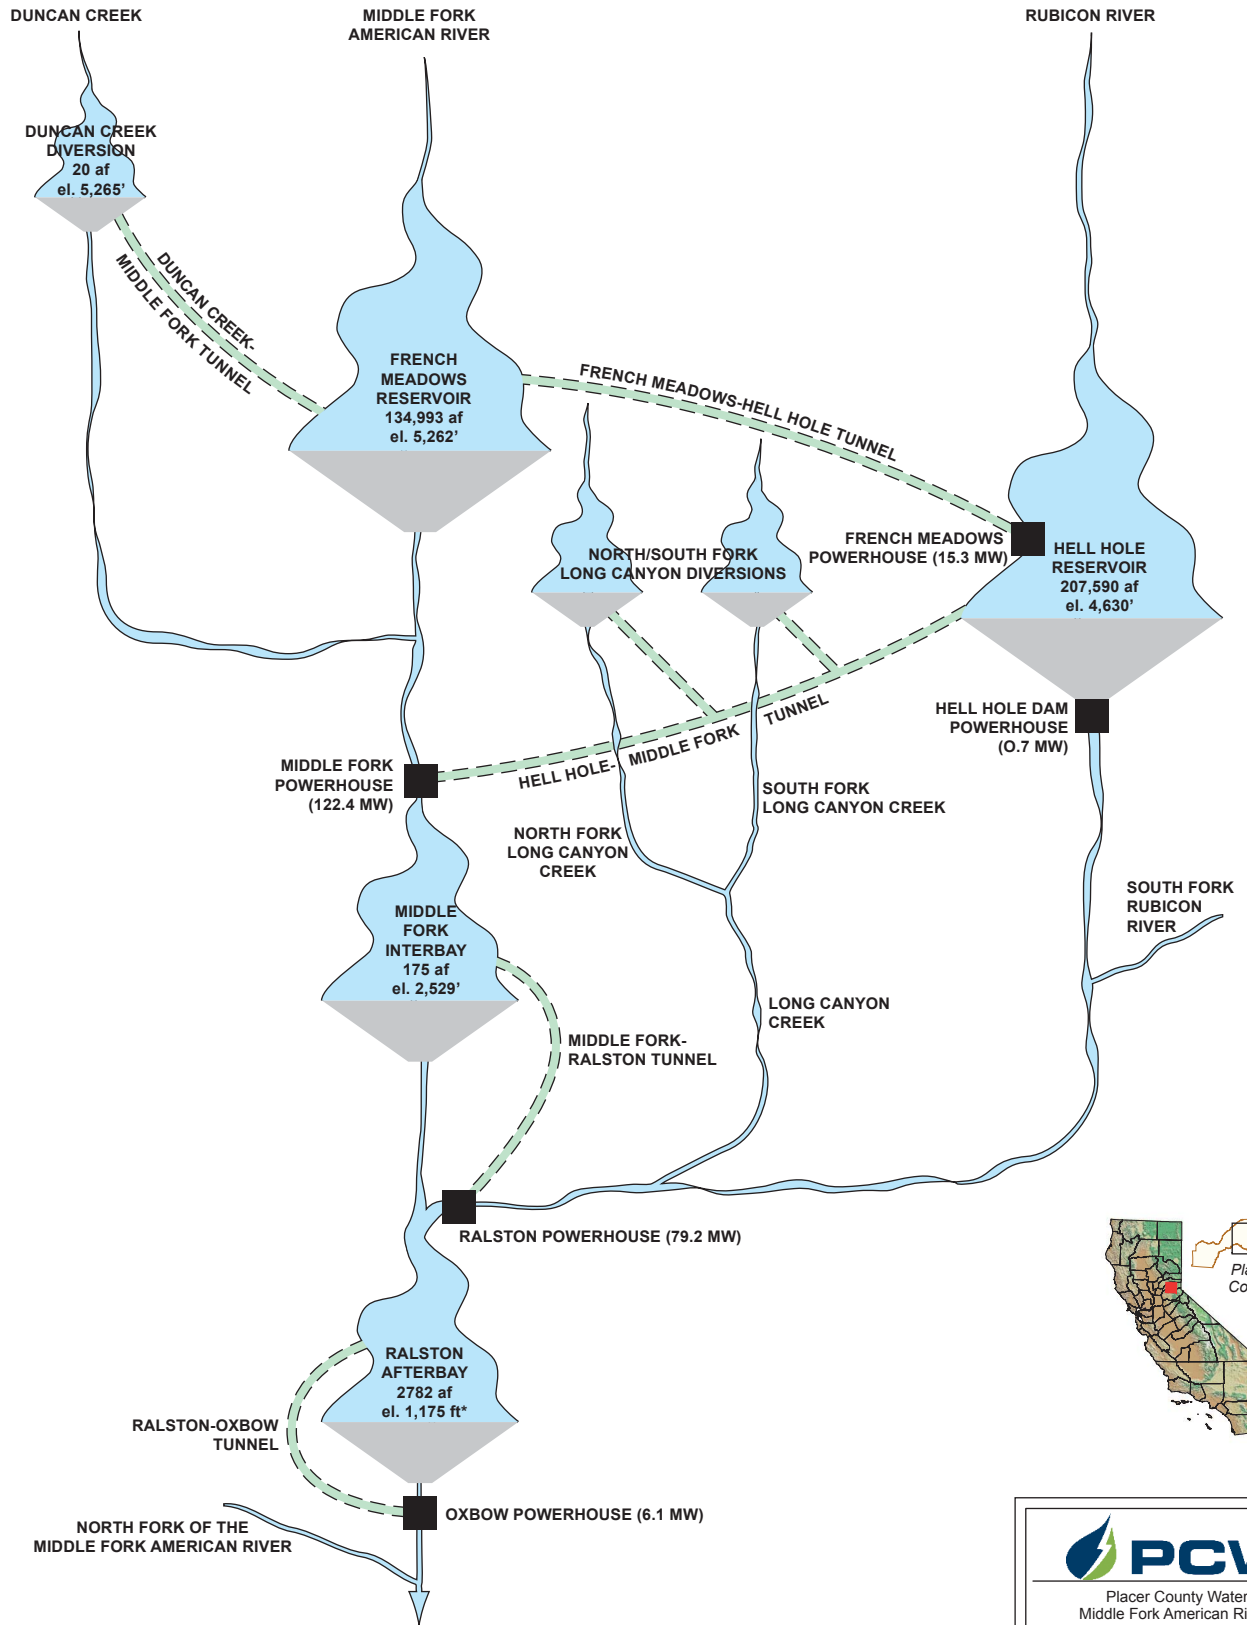 DUNCAN CREEK
MIDDLE FORK
AMERICAN RIVER
RUBICON RIVER
DUNCAN CREEK
DIVERSION
20 af
el. 5,265’
DUNCAN CREEK-
MIDDLE FORK TUNNEL
FRENCH
MEADOWS
RESERVOIR
134,993 af
el. 5,262’
FRENCH MEADOWS-HELL HOLE TUNNEL
NORTH/SOUTH FORK
LONG CANYON DIVERSIONS
FRENCH MEADOWS
POWERHOUSE (15.3 MW)
HELL HOLE
RESERVOIR
207,590 af
el. 4,630’
HELL HOLE DAM
POWERHOUSE
(O.7 MW)
HELL HOLE- MIDDLE FORK TUNNEL
MIDDLE FORK
POWERHOUSE
(122.4 MW)
SOUTH FORK
LONG CANYON CREEK
NORTH FORK
LONG CANYON
CREEK
SOUTH FORK
RUBICON
RIVER
MIDDLE
FORK
INTERBAY
175 af
el. 2,529’
LONG CANYON
CREEK
MIDDLE FORK-
RALSTON TUNNEL
RALSTON POWERHOUSE (79.2 MW)
RALSTON
AFTERBAY
2782 af
el. 1,175 ft*
RALSTON-OXBOW
TUNNEL
OXBOW POWERHOUSE (6.1 MW)
NORTH FORK OF THE
MIDDLE FORK AMERICAN RIVER
Placer County Water
Middle Fork American